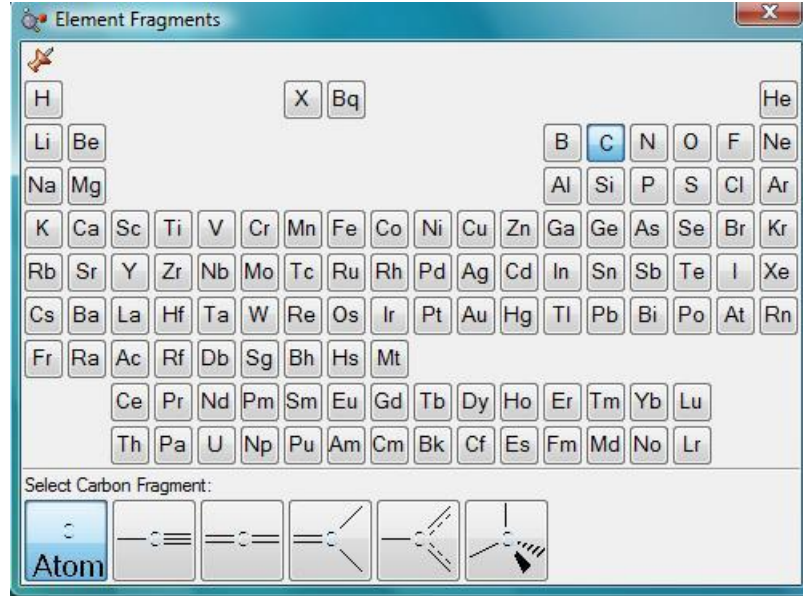 Element Fragments
H X Bq He
Li Be B C N O F Ne
Na Mg Al Si P S Cl Ar
K Ca Sc Ti V Cr Mn Fe Co Ni Cu Zn Ga Ge As Se Br Kr
Rb Sr Y Zr Nb Mo Tc Ru Rh Pd Ag Cd In Sn Sb Te I Xe
Cs Ba La Hf Ta W Re Os Ir Pt Au Hg Tl Pb Bi Po At Rn
Fr Ra Ac Rf Db Sg Bh Hs Mt
Ce Pr Nd Pm Sm Eu Gd Tb Dy Ho Er Tm Yb Lu
Th Pa U Np Pu Am Cm Bk Cf Es Fm Md No Lr
Select Carbon Fragment:
C C C C C C
Atom